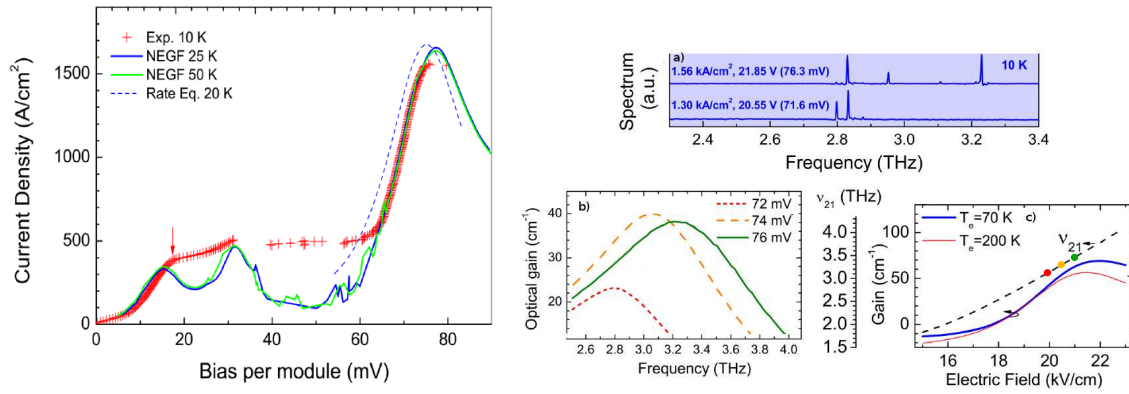 Current Density (A/cm²)
1500
1000
500
0
0
20
40
60
80
Bias per module (mV)
Exp. 10 K
NEGF 25 K
NEGF 50 K
Rate Eq. 20 K
Spectrum
(a.u.)
a)
1.56 kA/cm², 21.85 V (76.3 mV)
10 K
1.30 kA/cm², 20.55 V (71.6 mV)
2.4 2.6 2.8 3.0 3.2 3.4
Frequency (THz)
Optical gain (cm⁻¹)
40
30
20
b)
72 mV
74 mV
76 mV
2.6 2.8 3.0 3.2 3.4 3.6 3.8 4.0
Frequency (THz)
ν₂₁ (THz)
4.0
3.5
3.0
2.5
2.0
1.5
Gain (cm⁻¹)
100
50
0
Tₑ=70 K
c)
Tₑ=200 K
ν₂₁
16 18 20 22
Electric Field (kV/cm)